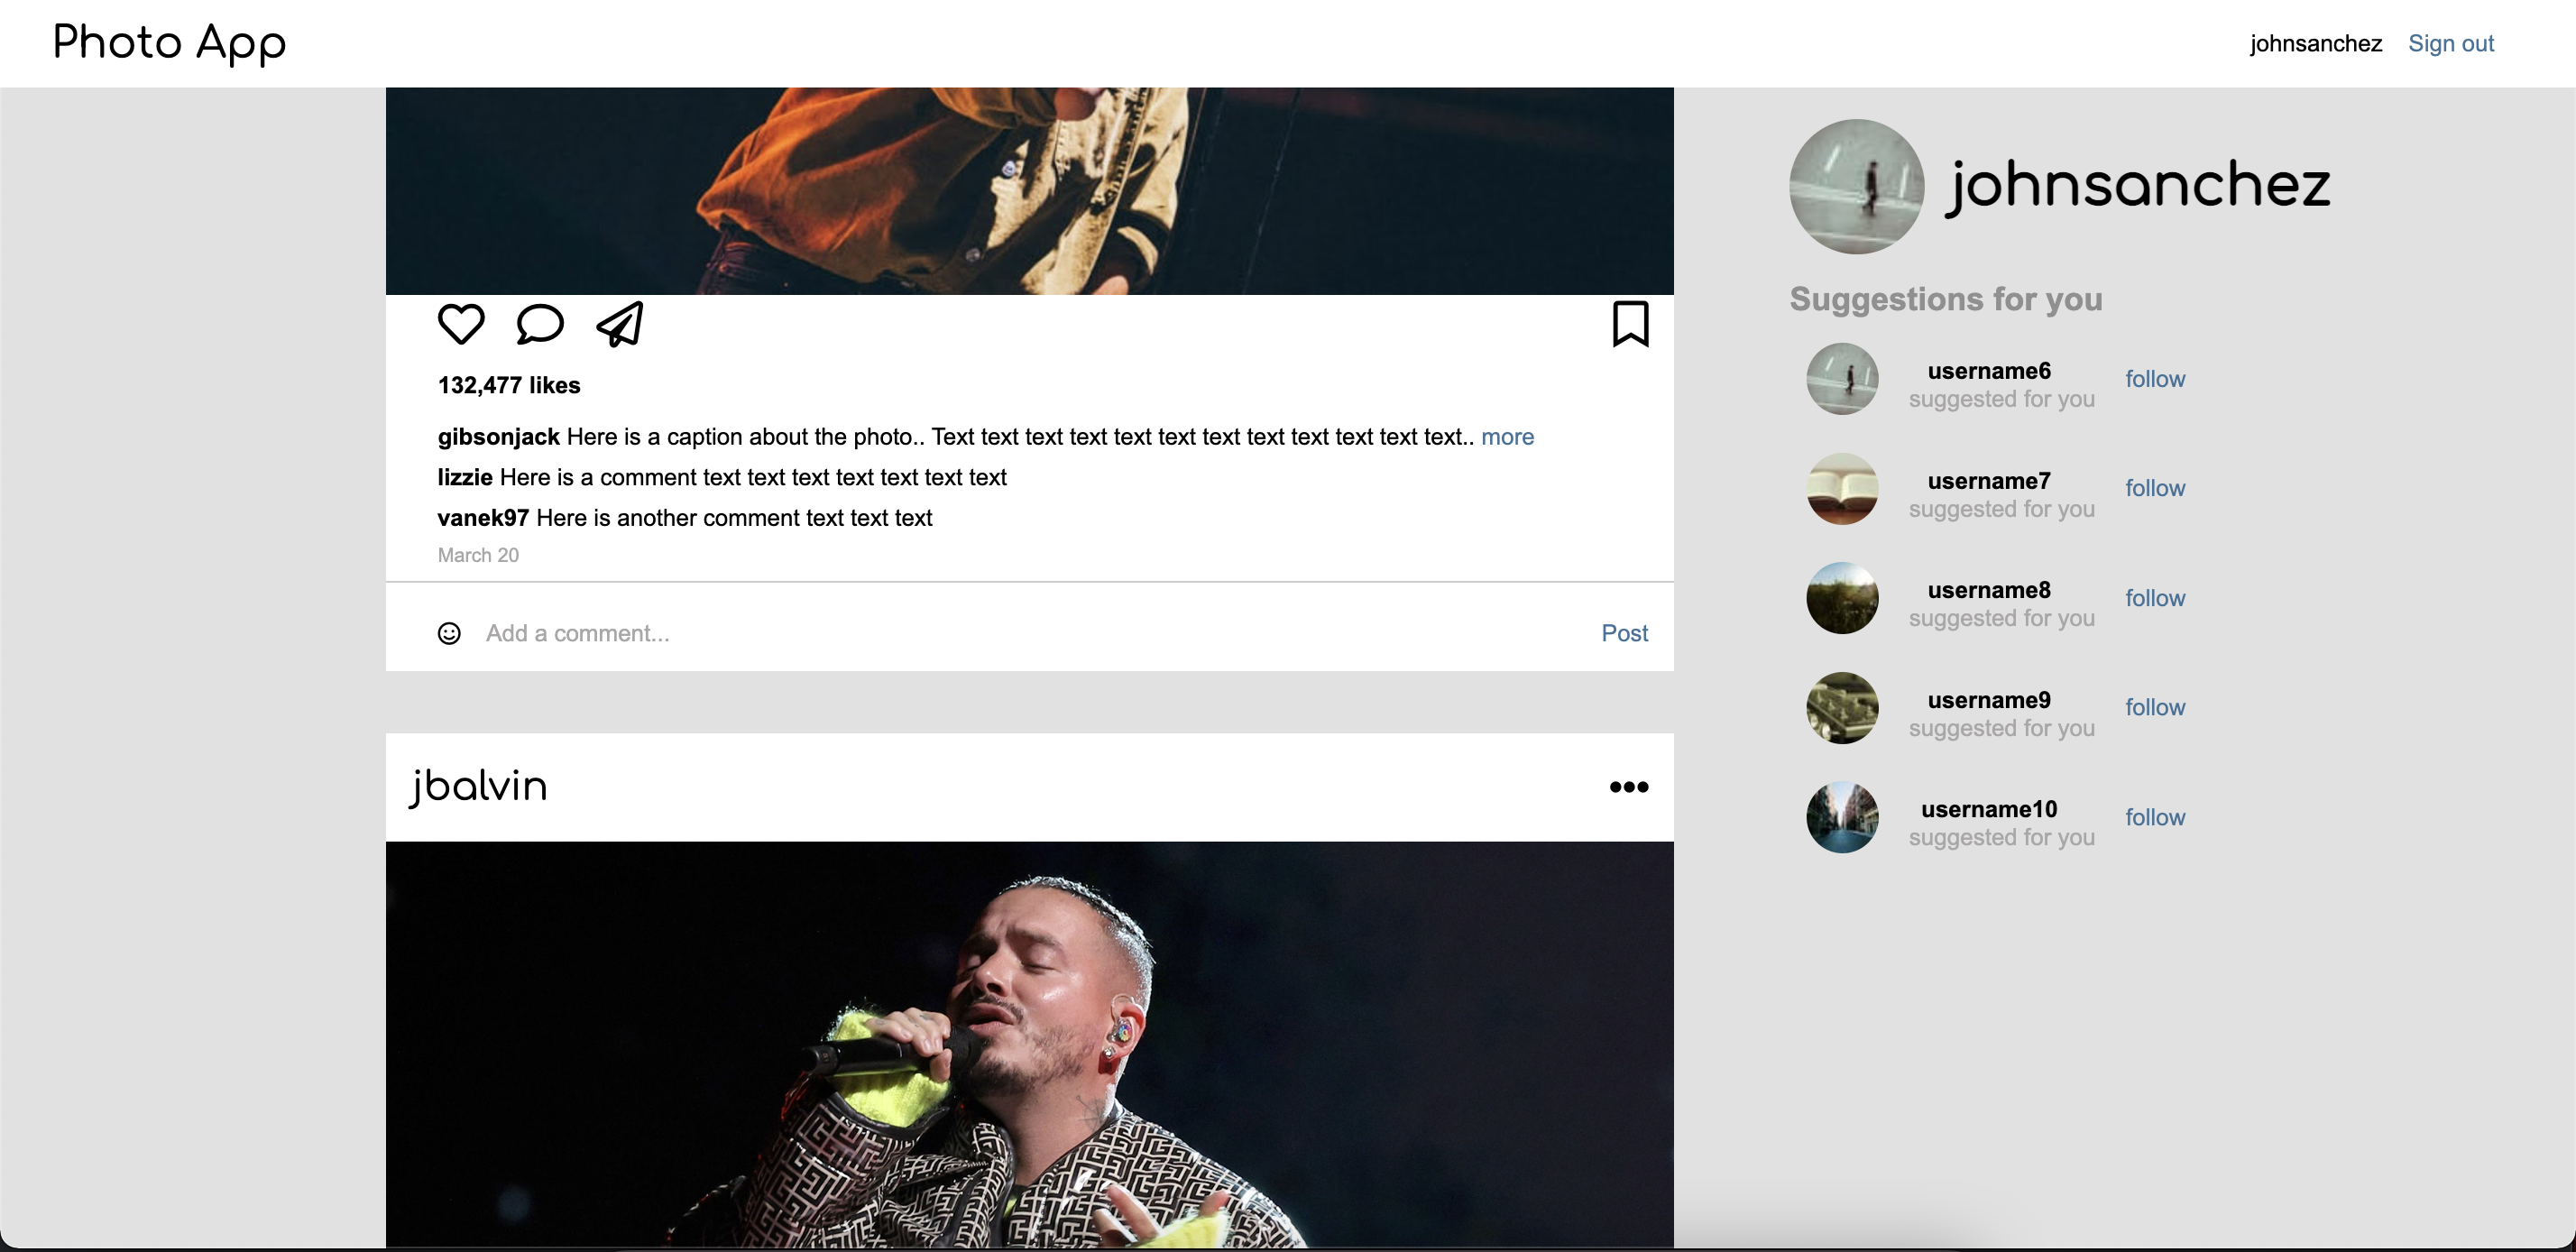 Photo App
johnsanchez Sign out
132,477 likes
gibsonjack Here is a caption about the photo.. Text text text text text text text text text text text text.. more
lizzie Here is a comment text text text text text text text
vanek97 Here is another comment text text text
March 20
Add a comment... Post
jbalvin
johnsanchez
Suggestions for you
username6
suggested for you
follow
username7
suggested for you
follow
username8
suggested for you
follow
username9
suggested for you
follow
username10
suggested for you
follow